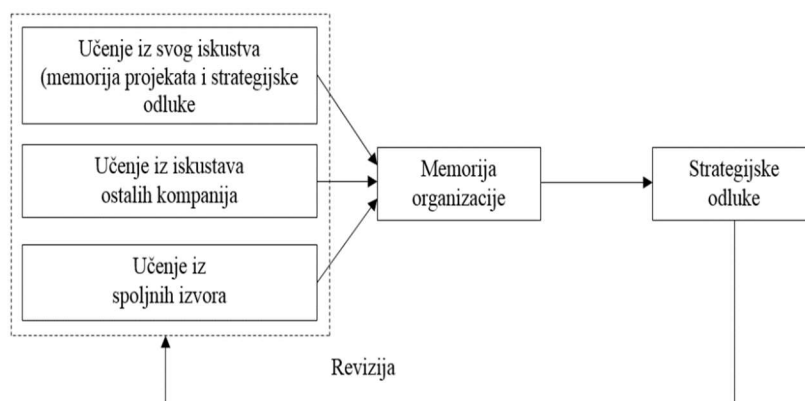 Učenje iz svog iskustva
(memorija projekata i strategijske
odluke
Učenje iz iskustava
ostalih kompanija
Učenje iz
spoljnih izvora
Memorija
organizacije
Strategijske
odluke
Revizija